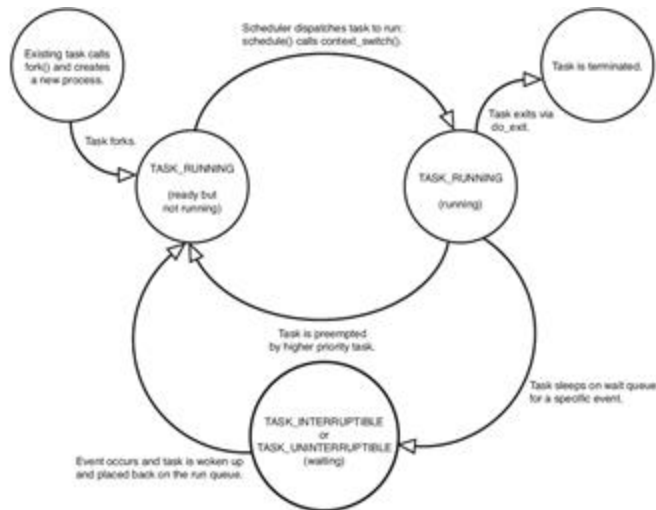 Scheduler dispatches task to run:
schedule() calls context_switch().
Existing task calls
fork() and creates
a new process.
Task is terminated.
Task forks.
Task exits via
do_exit.
TASK_RUNNING
(ready but
not running)
TASK_RUNNING
(running)
Task is preempted
by higher priority task.
Task sleeps on wait queue
for a specific event.
TASK_INTERRUPTIBLE
or
TASK_UNINTERRUPTIBLE
(waiting)
Event occurs and task is woken up
and placed back on the run queue.